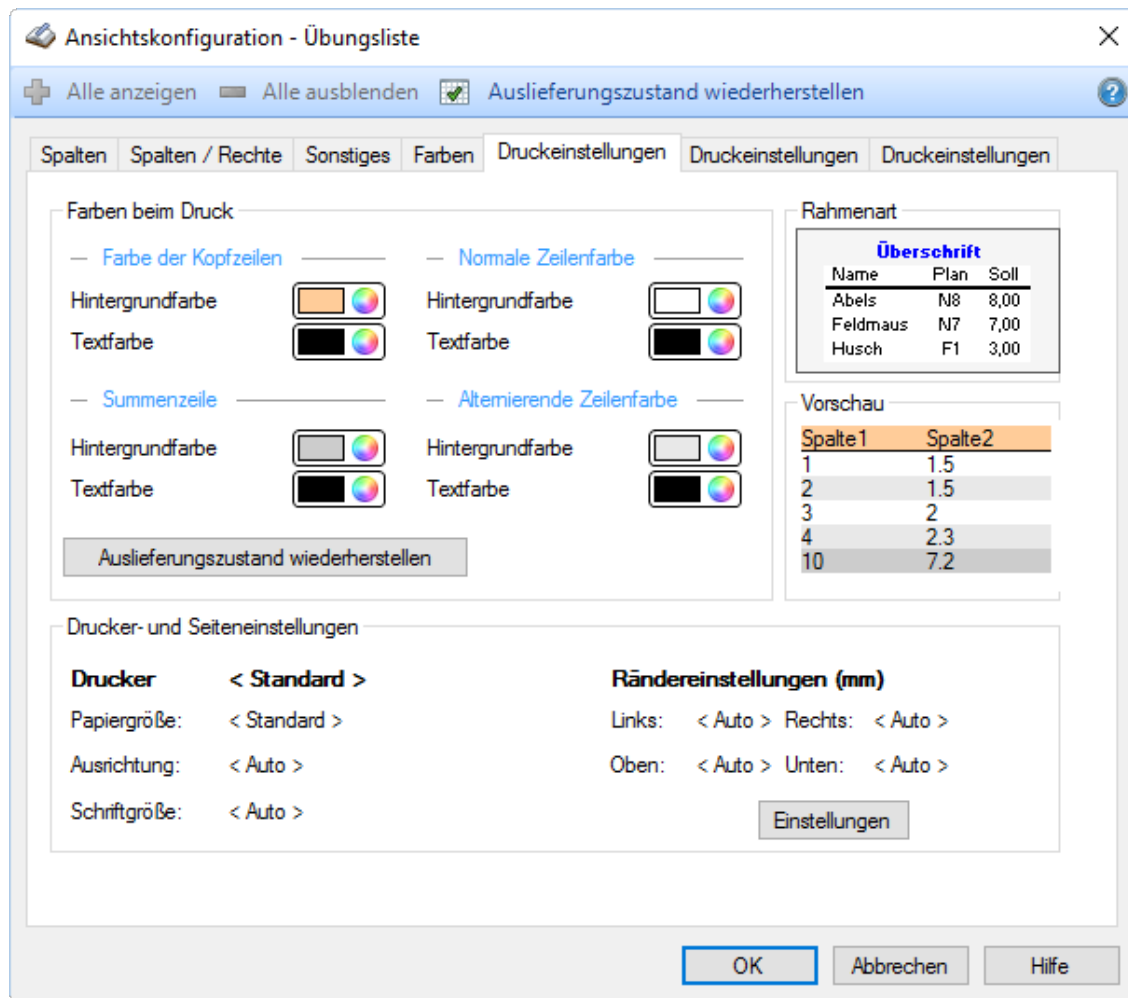 Ansichtskonfiguration - Übungsliste
Alle anzeigen Alle ausblenden Auslieferungszustand wiederherstellen ?
Spalten Spalten / Rechte Sonstiges Farben Druckeinstellungen Druckeinstellungen Druckeinstellungen
Farben beim Druck
Farbe der Kopfzeilen
Hintergrundfarbe
Textfarbe
Normale Zeilenfarbe
Hintergrundfarbe
Textfarbe
Summenzeile
Hintergrundfarbe
Textfarbe
Alternierende Zeilenfarbe
Hintergrundfarbe
Textfarbe
Auslieferungszustand wiederherstellen
Rahmenart
Überschrift
Name Plan Soll
Abels N8 8,00
Feldmaus N7 7,00
Husch F1 3,00
Vorschau
Spalte1 Spalte2
1 1.5
2 1.5
3 2
4 2.3
10 7.2
Drucker- und Seiteneinstellungen
Drucker < Standard >
Papiergröße: < Standard >
Ausrichtung: < Auto >
Schriftgröße: < Auto >
Rändereinstellungen (mm)
Links: < Auto > Rechts: < Auto >
Oben: < Auto > Unten: < Auto >
Einstellungen
OK Abbrechen Hilfe